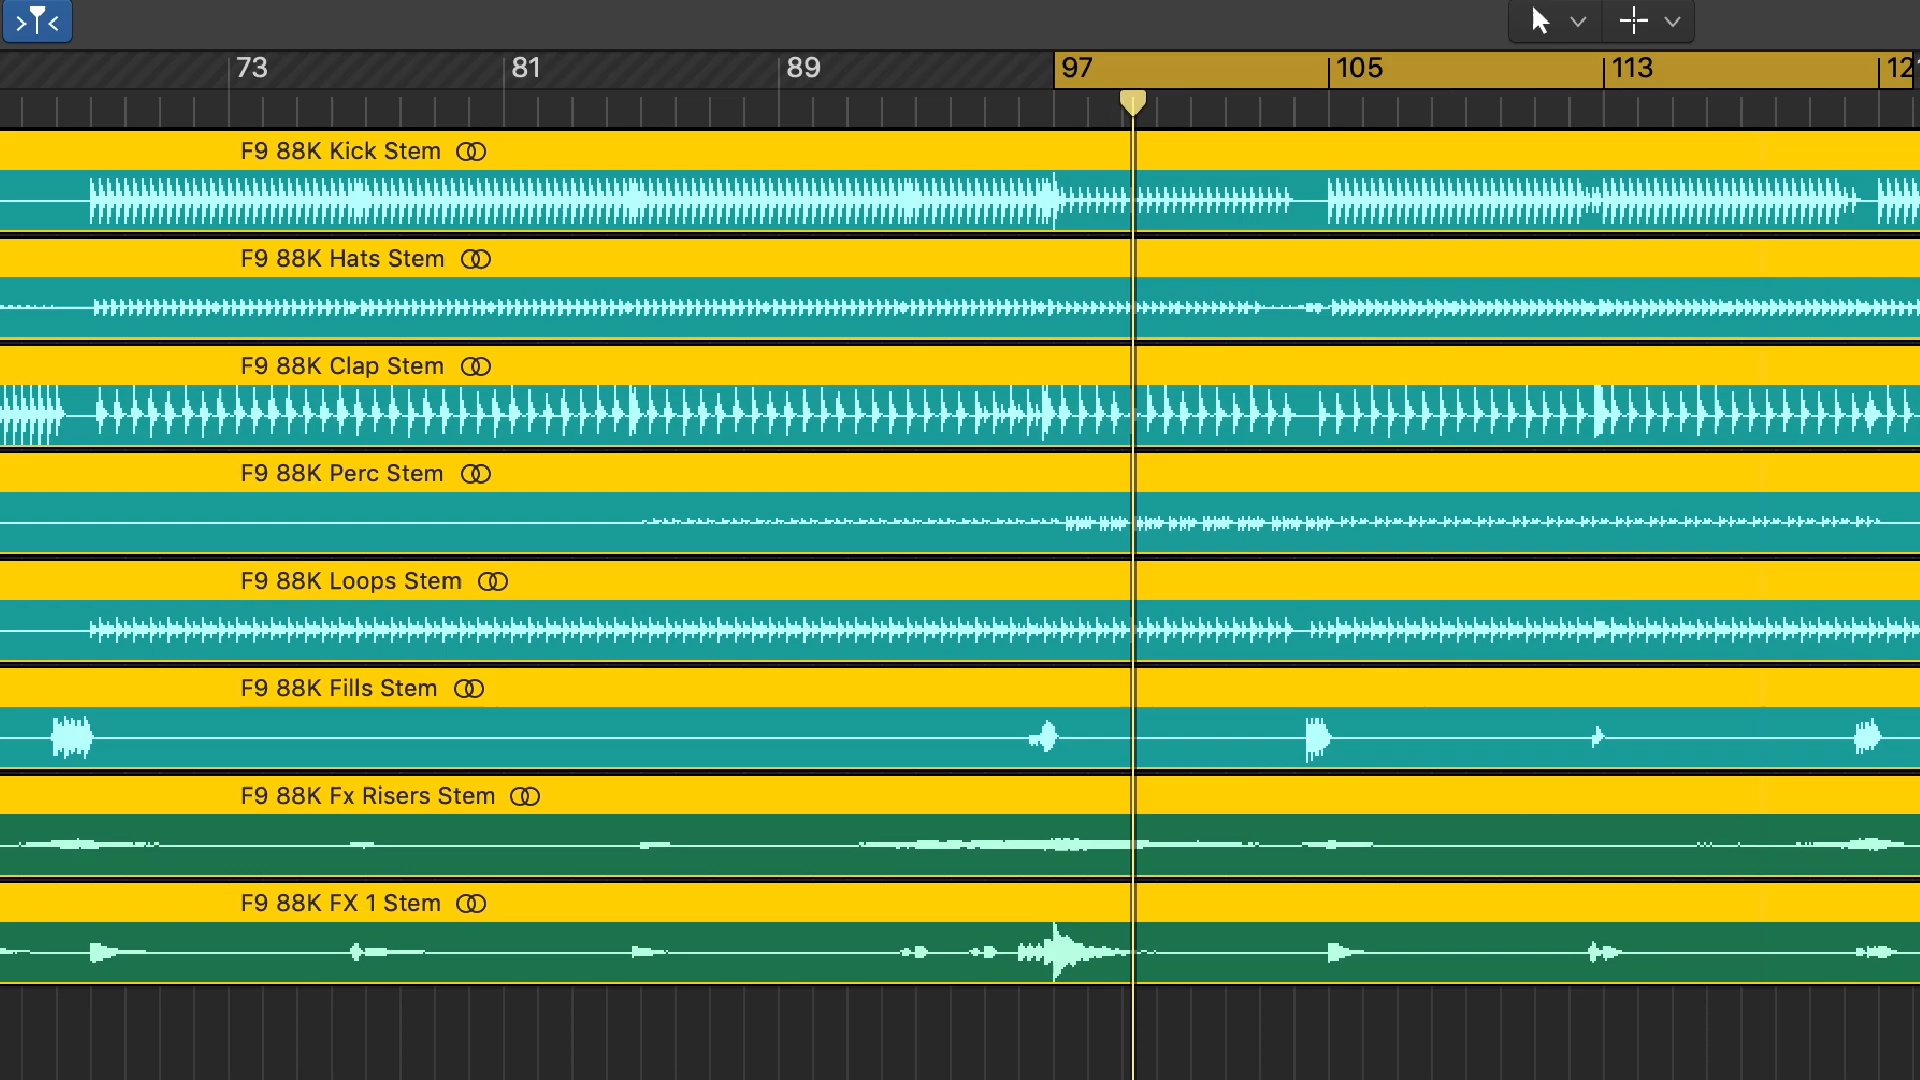 73 81 89 97 105 113 12
F9 88K Kick Stem
F9 88K Hats Stem
F9 88K Clap Stem
F9 88K Perc Stem
F9 88K Loops Stem
F9 88K Fills Stem
F9 88K Fx Risers Stem
F9 88K FX 1 Stem